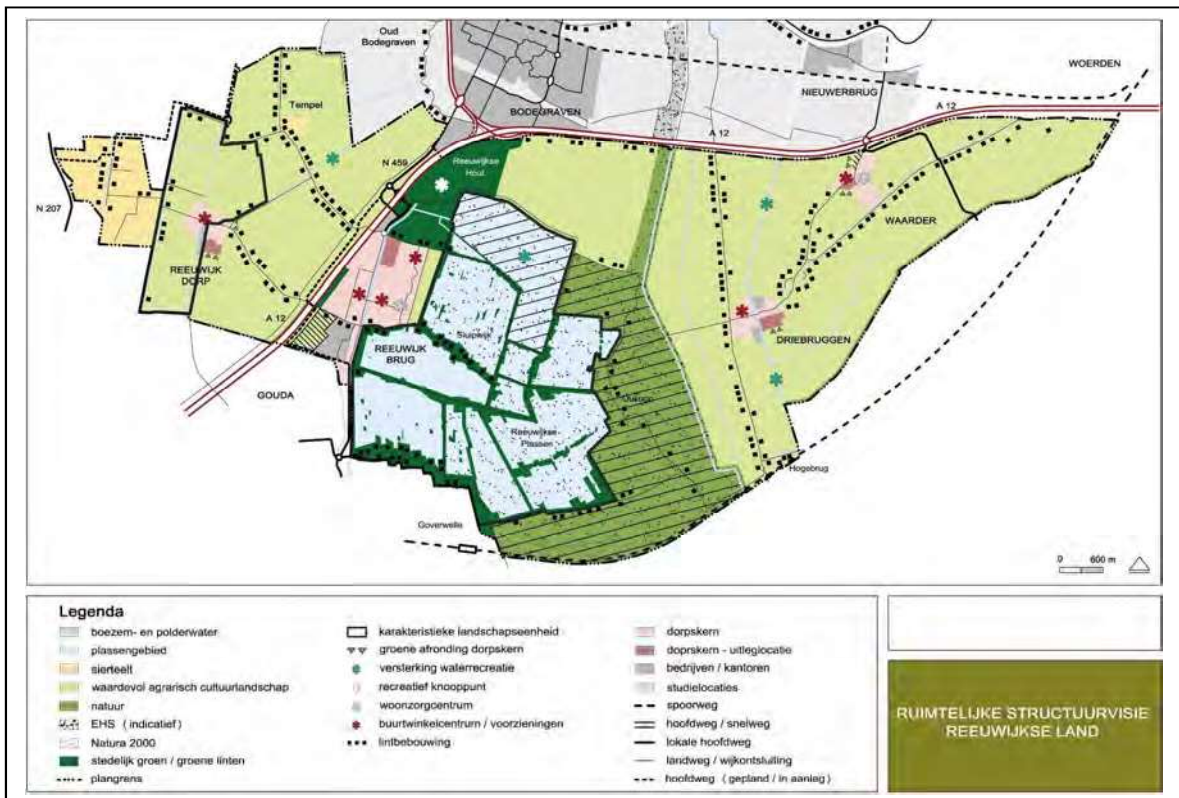 Oud
Bodegraven
WOERDEN
NIEUWERBRUG
Tempel
BODEGRAVEN
A 12
A 12
N 459
Reeuwijkse
Hout
N 207
WAARDER
REEUWIJK
DORP
A 12
Sluipwijk
REEUWIJK
BRUG
DRIEBRUGGEN
GOUDA
Oukoop
Reeuwijkse
Plassen
Hogebrug
Goverwelle
0 600 m
Legenda
boezem- en polderwater
plassengebied
sierteelt
waardevol agrarisch cultuurlandschap
natuur
EHS ( indicatief )
Natura 2000
stedelijk groen / groene linten
plangrens
karakteristieke landschapseenheid
groene afronding dorpskern
versterking waterrecreatie
recreatief knooppunt
woonzorgcentrum
buurtwinkelcentrum / voorzieningen
lintbebouwing
dorpskern
doprskern - uitleglocatie
bedrijven / kantoren
studielocaties
spoorweg
hoofdweg / snelweg
lokale hoofdweg
landweg / wijkontsluiting
hoofdweg ( gepland / in aanleg )
RUIMTELIJKE STRUCTUURVISIE
REEUWIJKSE LAND